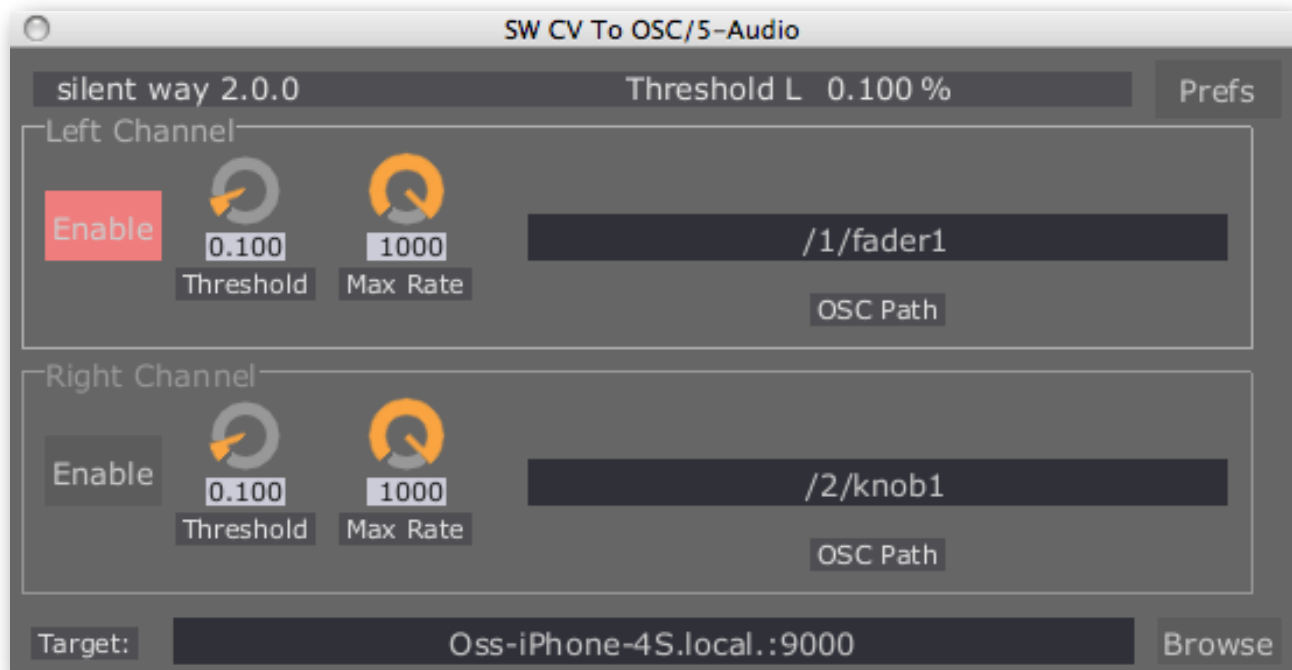 SW CV To OSC/5-Audio
silent way 2.0.0 Threshold L 0.100 % Prefs
Left Channel
Enable
0.100 1000 /1/fader1
Threshold Max Rate
OSC Path
Right Channel
Enable
0.100 1000 /2/knob1
Threshold Max Rate
OSC Path
Target: Oss-iPhone-4S.local.:9000 Browse